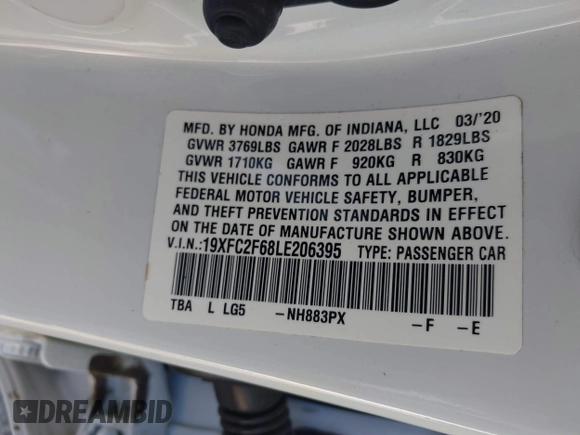 MFD. BY HONDA MFG. OF INDIANA, LLC 03/'20
GVWR 3769LBS GAWR F 2028LBS R 1829LBS
GVWR 1710KG GAWR F 920KG R 830KG
THIS VEHICLE CONFORMS TO ALL APPLICABLE
FEDERAL MOTOR VEHICLE SAFETY, BUMPER,
AND THEFT PREVENTION STANDARDS IN EFFECT
ON THE DATE OF MANUFACTURE SHOWN ABOVE.
V.I.N.:19XFC2F68LE206395 TYPE: PASSENGER CAR
TBA L LG5 –NH883PX –F –E
DREAMBID